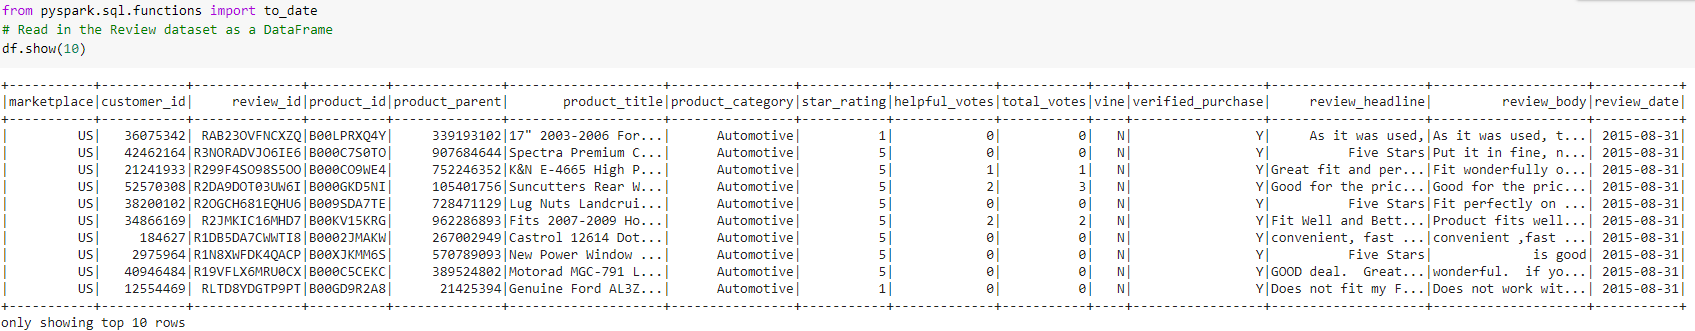 from pyspark.sql.functions import to_date
# Read in the Review dataset as a DataFrame
df.show(10)
+-----------+-----------+--------------+----------+--------------+--------------------+----------------+-----------+-------------+-----------+----+-----------------+--------------------+--------------------+-----------+
|marketplace|customer_id|     review_id|product_id|product_parent|       product_title|product_category|star_rating|helpful_votes|total_votes|vine|verified_purchase|     review_headline|         review_body|review_date|
+-----------+-----------+--------------+----------+--------------+--------------------+----------------+-----------+-------------+-----------+----+-----------------+--------------------+--------------------+-----------+
|         US|   36075342| RAB23OVFNCXZQ|B00LPRXQ4Y|     339193102|17" 2003-2006 For...|      Automotive|          1|            0|          0|   N|                Y|     As it was used,|As it was used, t...| 2015-08-31|
|         US|   42462164|R3NORADVJO6IE6|B000C7S0TO|     907684644|Spectra Premium C...|      Automotive|          5|            0|          0|   N|                Y|          Five Stars|Put it in fine, n...| 2015-08-31|
|         US|   21241933|R299F4SO98S5OO|B000CO9WE4|     752246352|K&N E-4665 High P...|      Automotive|          5|            1|          1|   N|                Y|Great fit and per...|Fit wonderfully o...| 2015-08-31|
|         US|   52570308|R2DA9DOT03UW6I|B000GKD5NI|     105401756|Suncutters Rear W...|      Automotive|          5|            2|          3|   N|                Y|Good for the pric...|Good for the pric...| 2015-08-31|
|         US|   38200102|R2OGCH681EQHU6|B009SDA7TE|     728471129|Lug Nuts Landcrui...|      Automotive|          5|            0|          0|   N|                Y|          Five Stars|Fit perfectly on ...| 2015-08-31|
|         US|   34866169| R2JMKIC16MHD7|B00KV15KRG|     962286893|Fits 2007-2009 Ho...|      Automotive|          5|            2|          2|   N|                Y|Fit Well and Bett...|Product fits well...| 2015-08-31|
|         US|     184627|R1DB5DA7CWWTI8|B0002JMAKW|     267002949|Castrol 12614 Dot...|      Automotive|          5|            0|          0|   N|                Y|convenient, fast ...|convenient ,fast ...| 2015-08-31|
|         US|    2975964|R1N8XWFDK4QACP|B00XJKMM6S|     570789093|New Power Window ...|      Automotive|          5|            0|          0|   N|                Y|          Five Stars|             is good| 2015-08-31|
|         US|   40946484|R19VFLX6MRU0CX|B000C5CEKC|     389524802|Motorad MGC-791 L...|      Automotive|          5|            0|          0|   N|                Y|GOOD deal.  Great...|wonderful.  if yo...| 2015-08-31|
|         US|   12554469| RLTD8YDGTP9PT|B00GD9R2A8|      21425394|Genuine Ford AL3Z...|      Automotive|          1|            0|          0|   N|                Y|Does not fit my F...|Does not work wit...| 2015-08-31|
+-----------+-----------+--------------+----------+--------------+--------------------+----------------+-----------+-------------+-----------+----+-----------------+--------------------+--------------------+-----------+
only showing top 10 rows